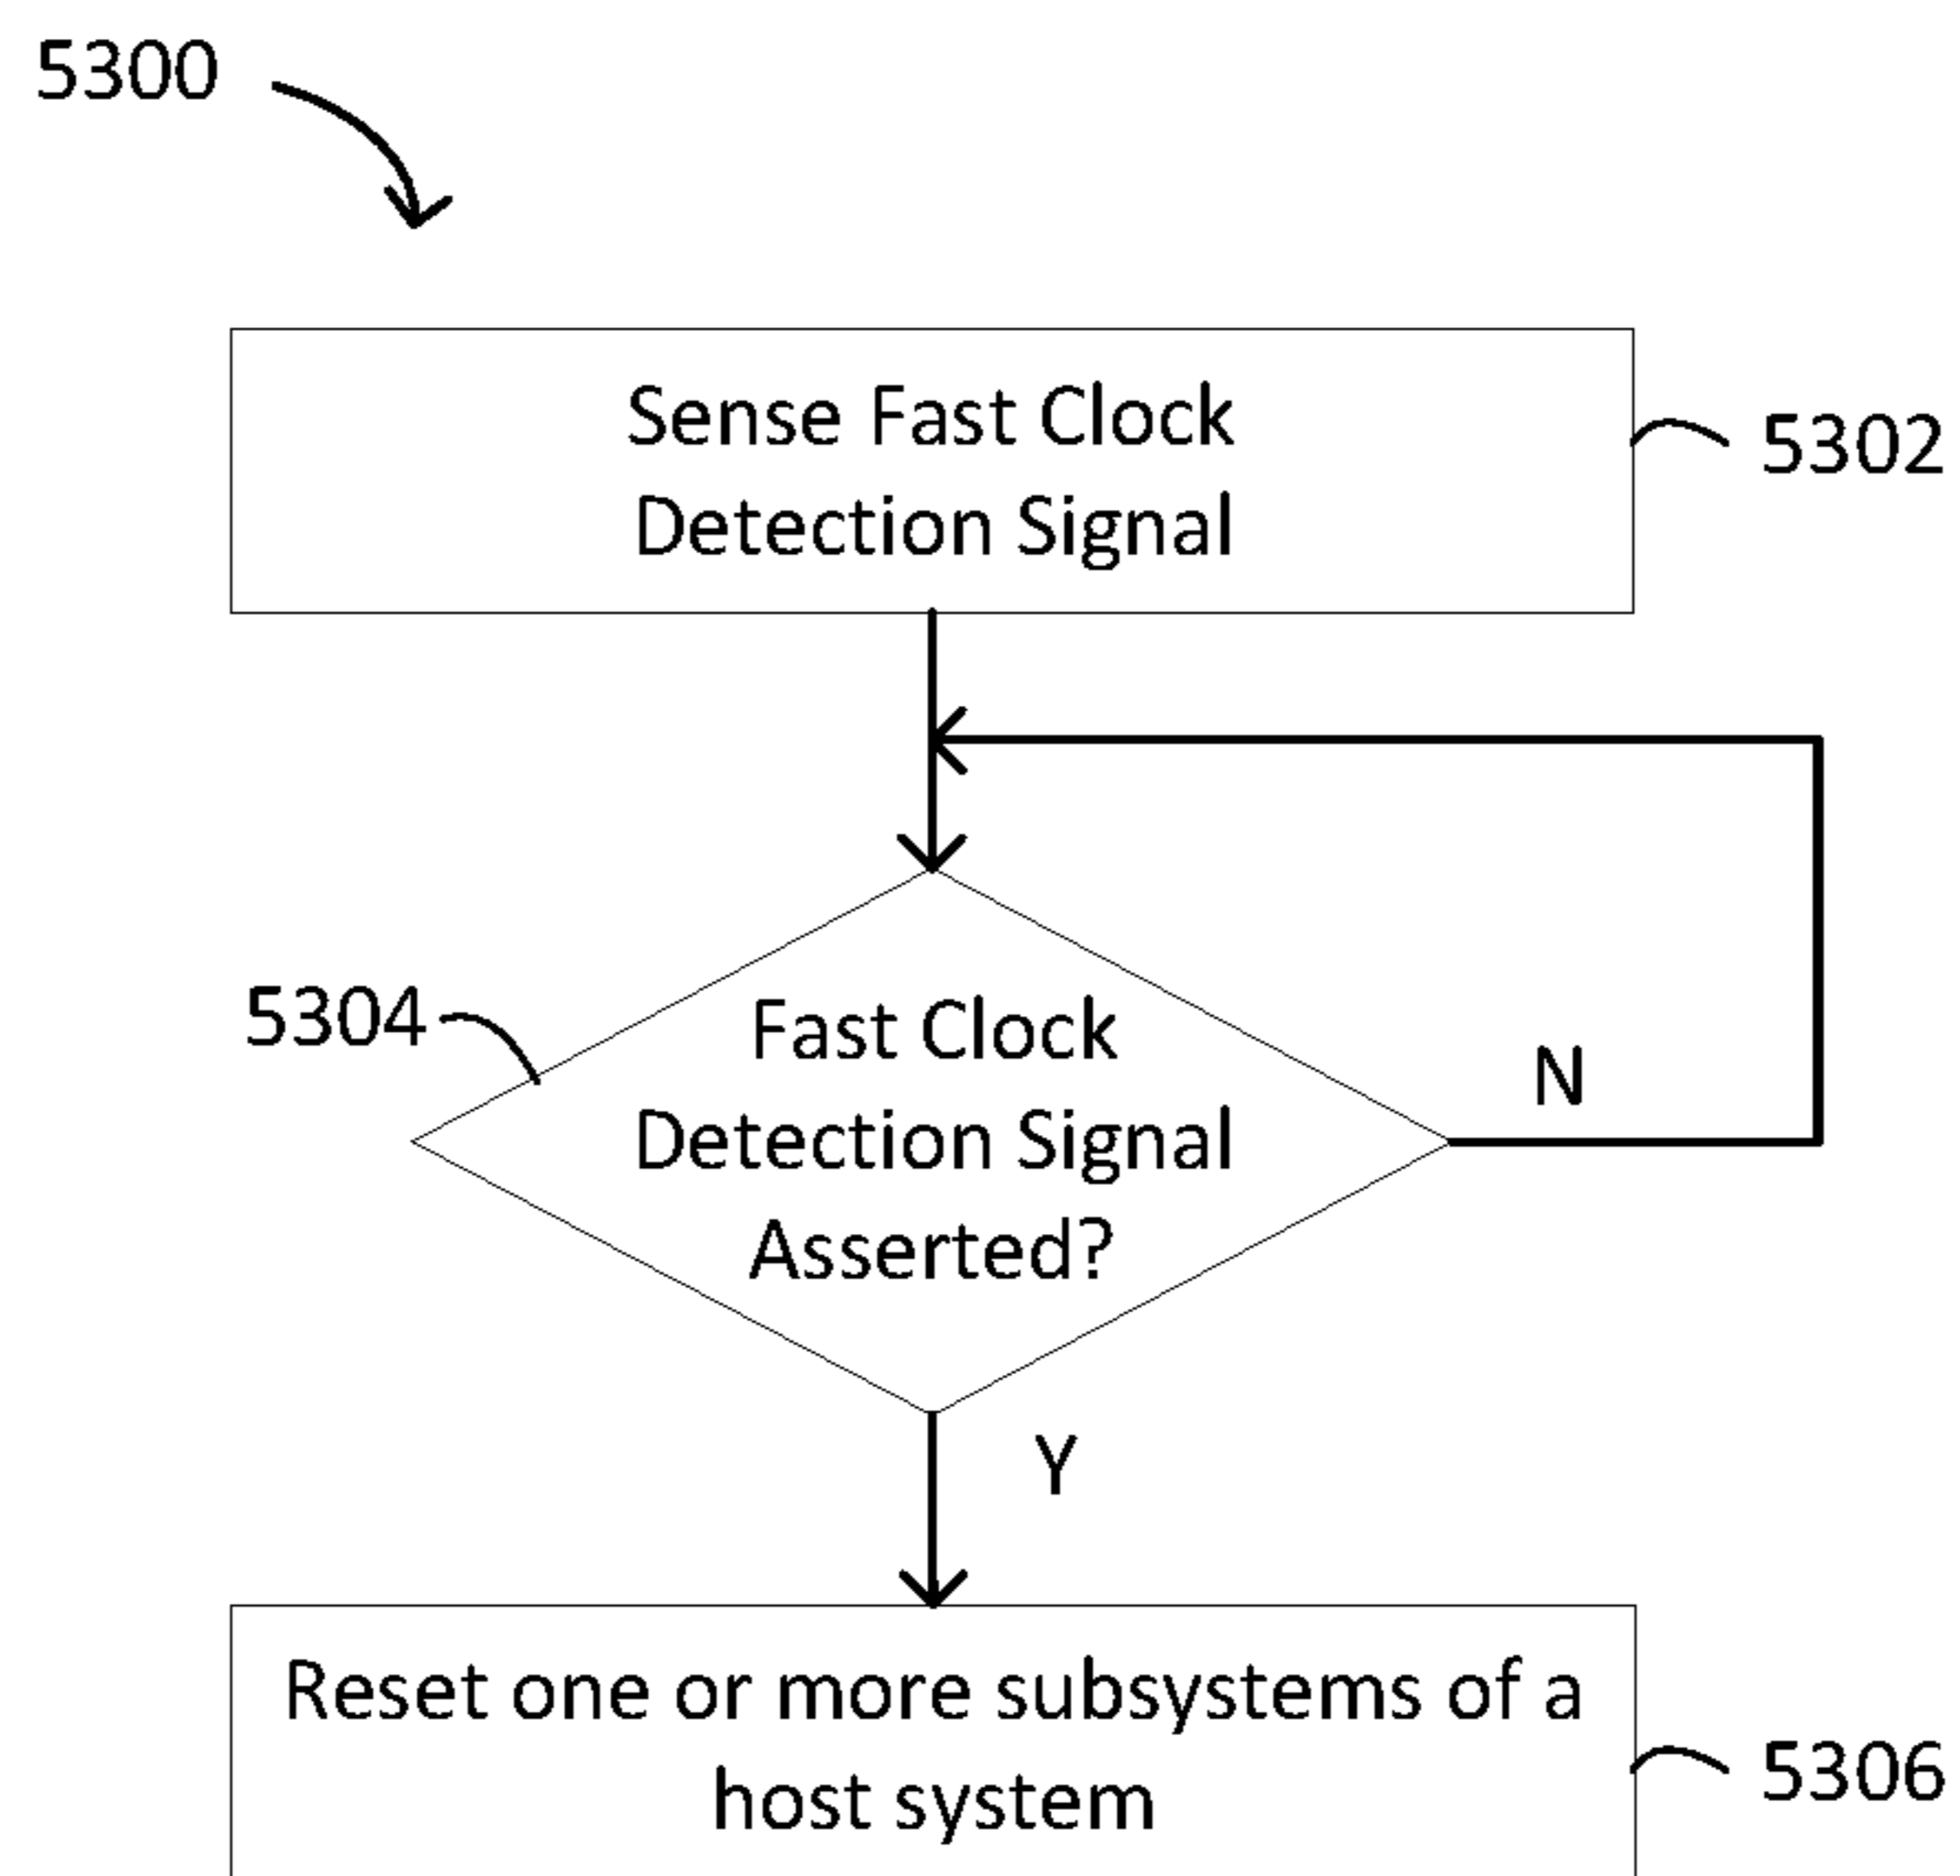 5300
Sense Fast Clock
Detection Signal
5302
5304
Fast Clock
Detection Signal
Asserted?
N
Y
Reset one or more subsystems of a
host system
5306